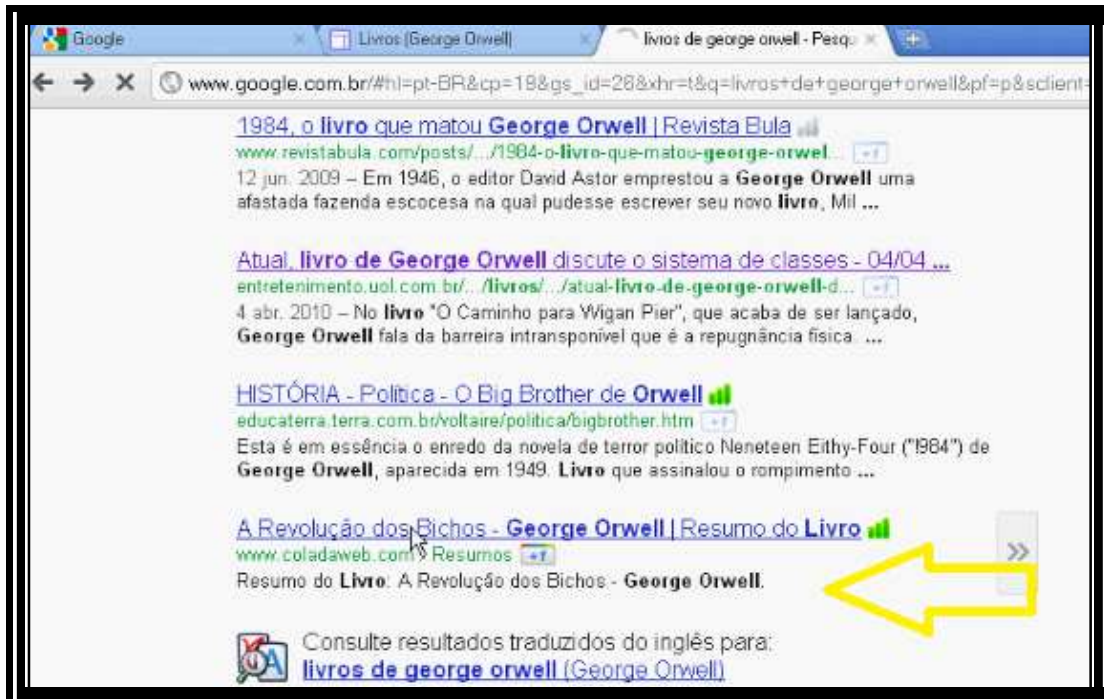 Google
Livros (George Orwell)
livros de george orwell - Pesqu
www.google.com.br/#hl=pt-BR&cp=19&gs_id=26&xhr=t&q=livros+de+george+orwell&pf=p&sclient=
1984, o livro que matou George Orwell | Revista Bula
www.revistabula.com/posts/.../1984-o-livro-que-matou-george-orwel... +1
12 jun. 2009 – Em 1946, o editor David Astor emprestou a George Orwell uma
afastada fazenda escocesa na qual pudesse escrever seu novo livro, Mil ...
Atual, livro de George Orwell discute o sistema de classes - 04/04 ...
entretenimento.uol.com.br/.../livros/.../atual-livro-de-george-orwell-d... +1
4 abr. 2010 – No livro "O Caminho para Wigan Pier", que acaba de ser lançado,
George Orwell fala da barreira intransponível que é a repugnância física. ...
HISTÓRIA - Política - O Big Brother de Orwell
educaterra.terra.com.br/voltaire/politica/bigbrother.htm +1
Esta é em essência o enredo da novela de terror político Neneteen Eithy-Four ("l984") de
George Orwell, aparecida em 1949. Livro que assinalou o rompimento ...
A Revolução dos Bichos - George Orwell | Resumo do Livro
www.coladaweb.com › Resumos +1
Resumo do Livro: A Revolução dos Bichos - George Orwell.
»
Consulte resultados traduzidos do inglês para:
livros de george orwell (George Orwell)